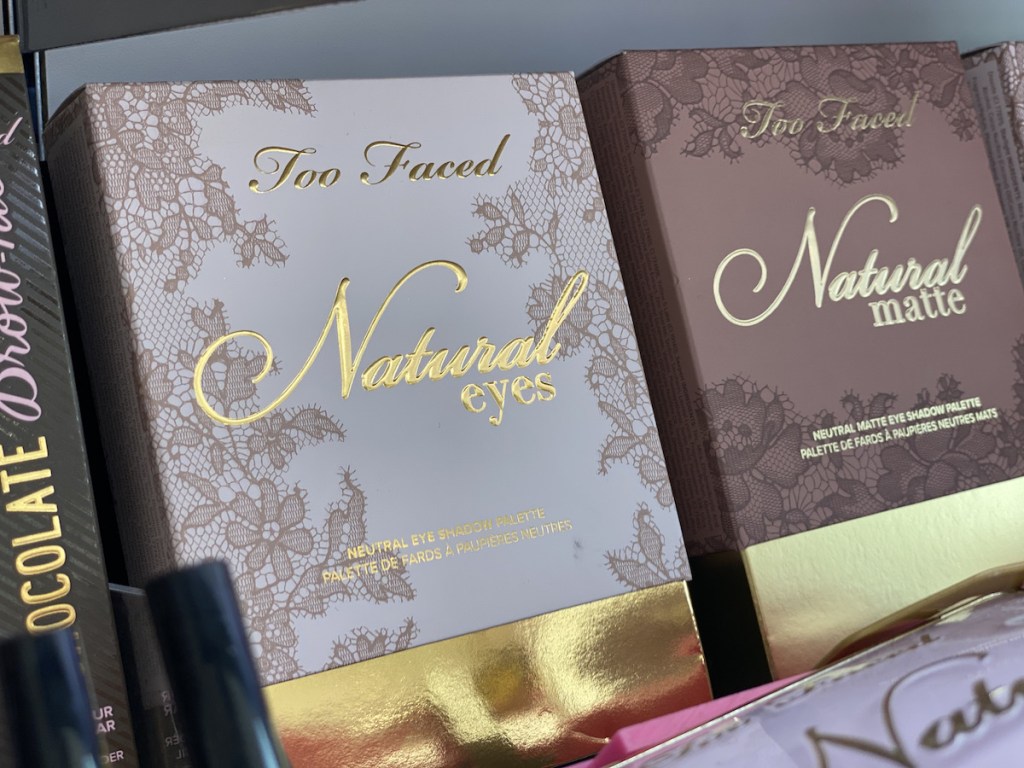 Too Faced
Natural
eyes
NEUTRAL EYE SHADOW PALETTE
PALETTE DE FARDS À PAUPIÈRES NEUTRES
Too Faced
Natural
matte
NEUTRAL MATTE EYE SHADOW PALETTE
PALETTE DE FARDS À PAUPIÈRES NEUTRES MATS